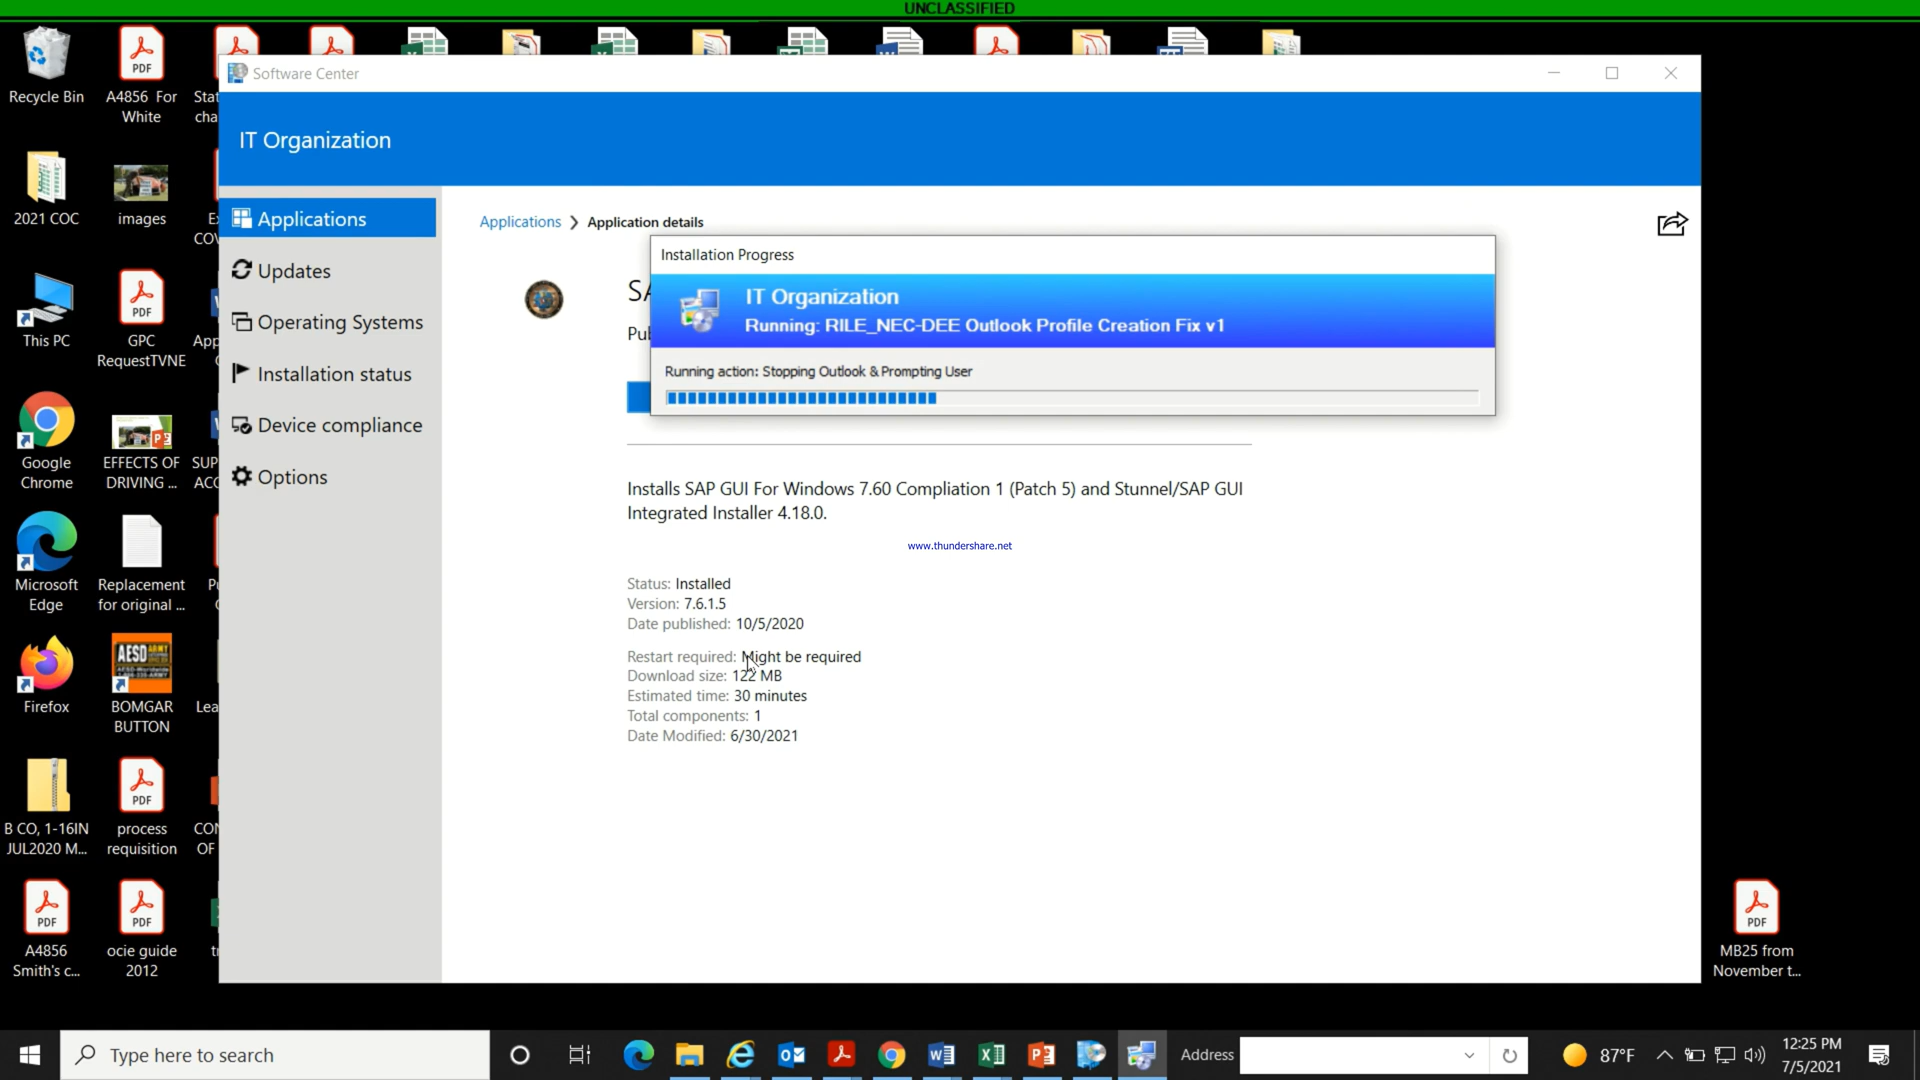 UNCLASSIFIED
Software Center
IT Organization
Applications
Updates
Operating Systems
Installation status
Device compliance
Options
Applications
Application details
Installation Progress
IT Organization
Running: RILE_NEC-DEE Outlook Profile Creation Fix v1
Running action: Stopping Outlook & Prompting User
Installs SAP GUI For Windows 7.60 Compliation 1 (Patch 5) and Stunnel/SAP GUI
Integrated Installer 4.18.0.
www.thundershare.net
Status: Installed
Version: 7.6.1.5
Date published: 10/5/2020
Restart required: Might be required
Download size: 122 MB
Estimated time: 30 minutes
Total components: 1
Date Modified: 6/30/2021
Recycle Bin
A4856 For
White
2021 COC
images
This PC
GPC
RequestTVNE
Google
Chrome
EFFECTS OF
DRIVING ...
Microsoft
Edge
Replacement
for original ...
Firefox
AESD
BOMGAR
BUTTON
B CO, 1-16IN
JUL2020 M...
PDF
process
requisition
PDF
A4856
Smith's c...
PDF
ocie guide
2012
PDF
MB25 from
November t...
Type here to search
Address
87°F
12:25 PM
7/5/2021